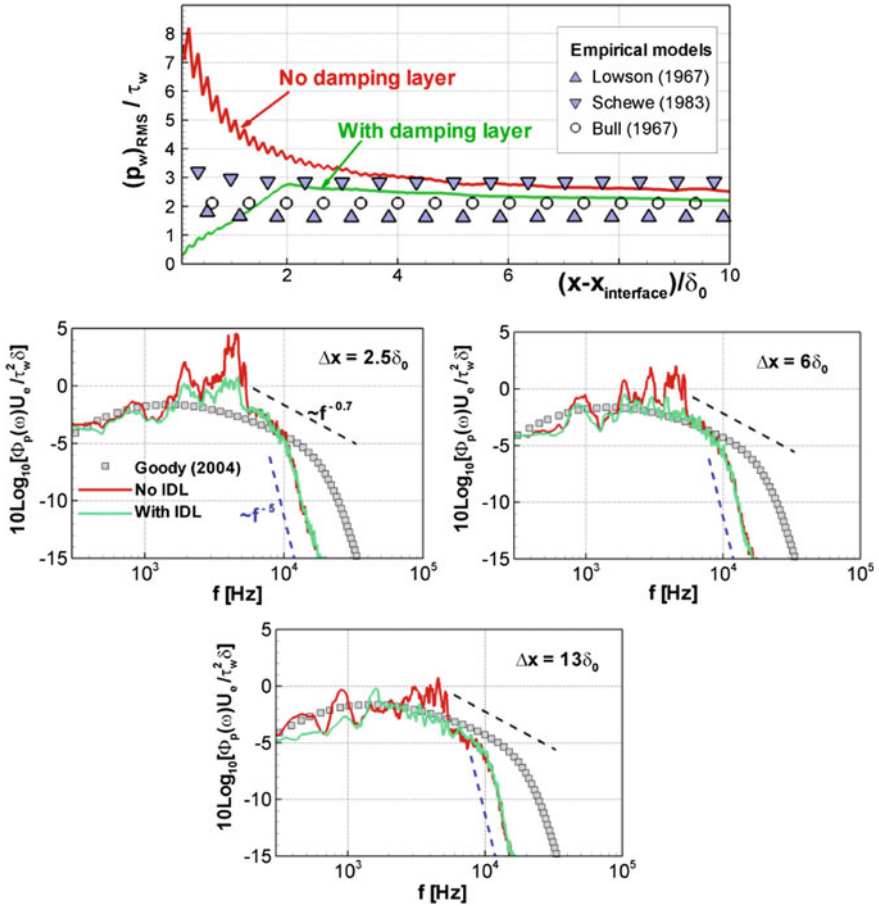 8
7
6
5
4
3
2
1
0
(p_w)_RMS / τ_w
No damping layer
With damping layer
Empirical models
Lowson (1967)
Schewe (1983)
Bull (1967)
2 4 6 8 10
(x-x_interface)/δ_0
5
0
-5
-10
-15
10Log_10[Φ_p(ω)U_e/τ_w^2δ]
Δx = 2.5δ_0
~f^-0.7
Goody (2004)
No IDL
With IDL
~f^-5
10^3 10^4 10^5
f [Hz]
5
0
-5
-10
-15
10Log_10[Φ_p(ω)U_e/τ_w^2δ]
Δx = 6δ_0
10^3 10^4 10^5
f [Hz]
5
0
-5
-10
-15
10Log_10[Φ_p(ω)U_e/τ_w^2δ]
Δx = 13δ_0
10^3 10^4 10^5
f [Hz]